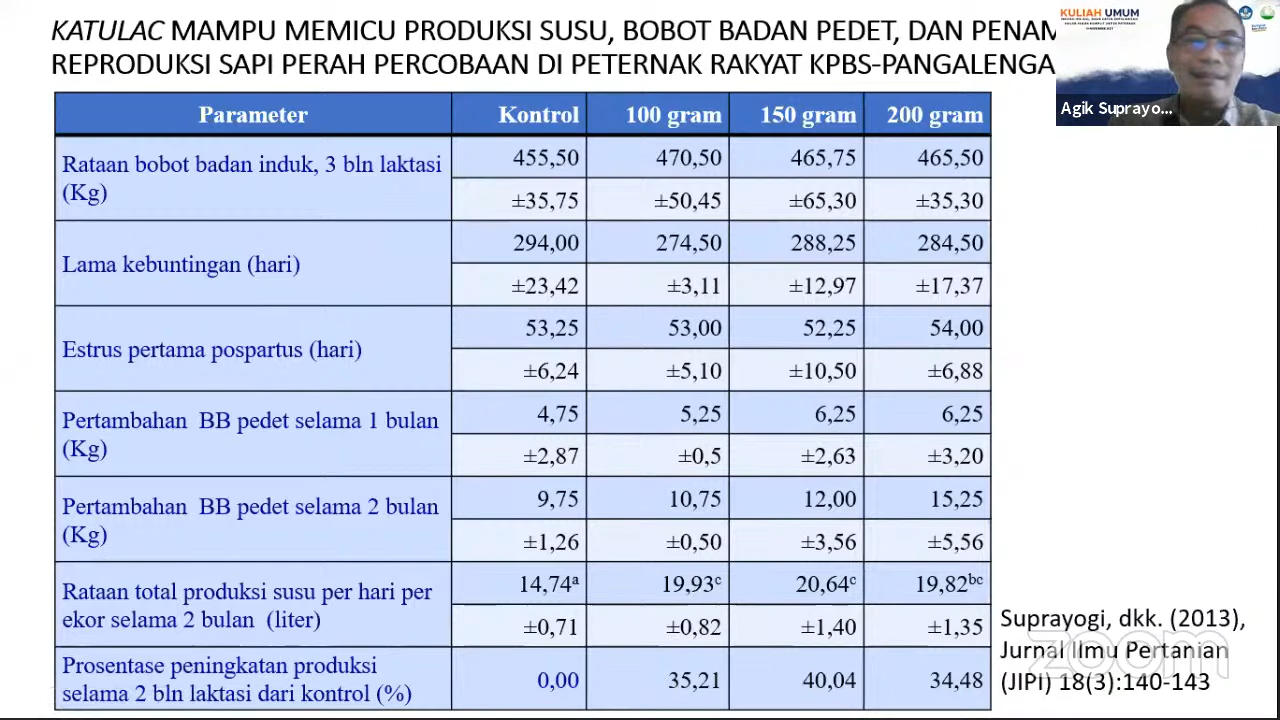 KATULAC MAMPU MEMICU PRODUKSI SUSU, BOBOT BADAN PEDET, DAN PENAM
REPRODUKSI SAPI PERAH PERCOBAAN DI PETERNAK RAKYAT KPBS-PANGALENGA
KULIAH UMUM
Agik Suprayo...
Parameter Kontrol 100 gram 150 gram 200 gram
Rataan bobot badan induk, 3 bln laktasi
(Kg)
455,50 470,50 465,75 465,50
±35,75 ±50,45 ±65,30 ±35,30
Lama kebuntingan (hari)
294,00 274,50 288,25 284,50
±23,42 ±3,11 ±12,97 ±17,37
Estrus pertama pospartus (hari)
53,25 53,00 52,25 54,00
±6,24 ±5,10 ±10,50 ±6,88
Pertambahan BB pedet selama 1 bulan
(Kg)
4,75 5,25 6,25 6,25
±2,87 ±0,5 ±2,63 ±3,20
Pertambahan BB pedet selama 2 bulan
(Kg)
9,75 10,75 12,00 15,25
±1,26 ±0,50 ±3,56 ±5,56
Rataan total produksi susu per hari per
ekor selama 2 bulan (liter)
14,74ᵃ 19,93ᶜ 20,64ᶜ 19,82ᵇᶜ
±0,71 ±0,82 ±1,40 ±1,35
Prosentase peningkatan produksi
selama 2 bln laktasi dari kontrol (%)
0,00 35,21 40,04 34,48
Suprayogi, dkk. (2013),
Jurnal Ilmu Pertanian
(JIPI) 18(3):140-143
zoom